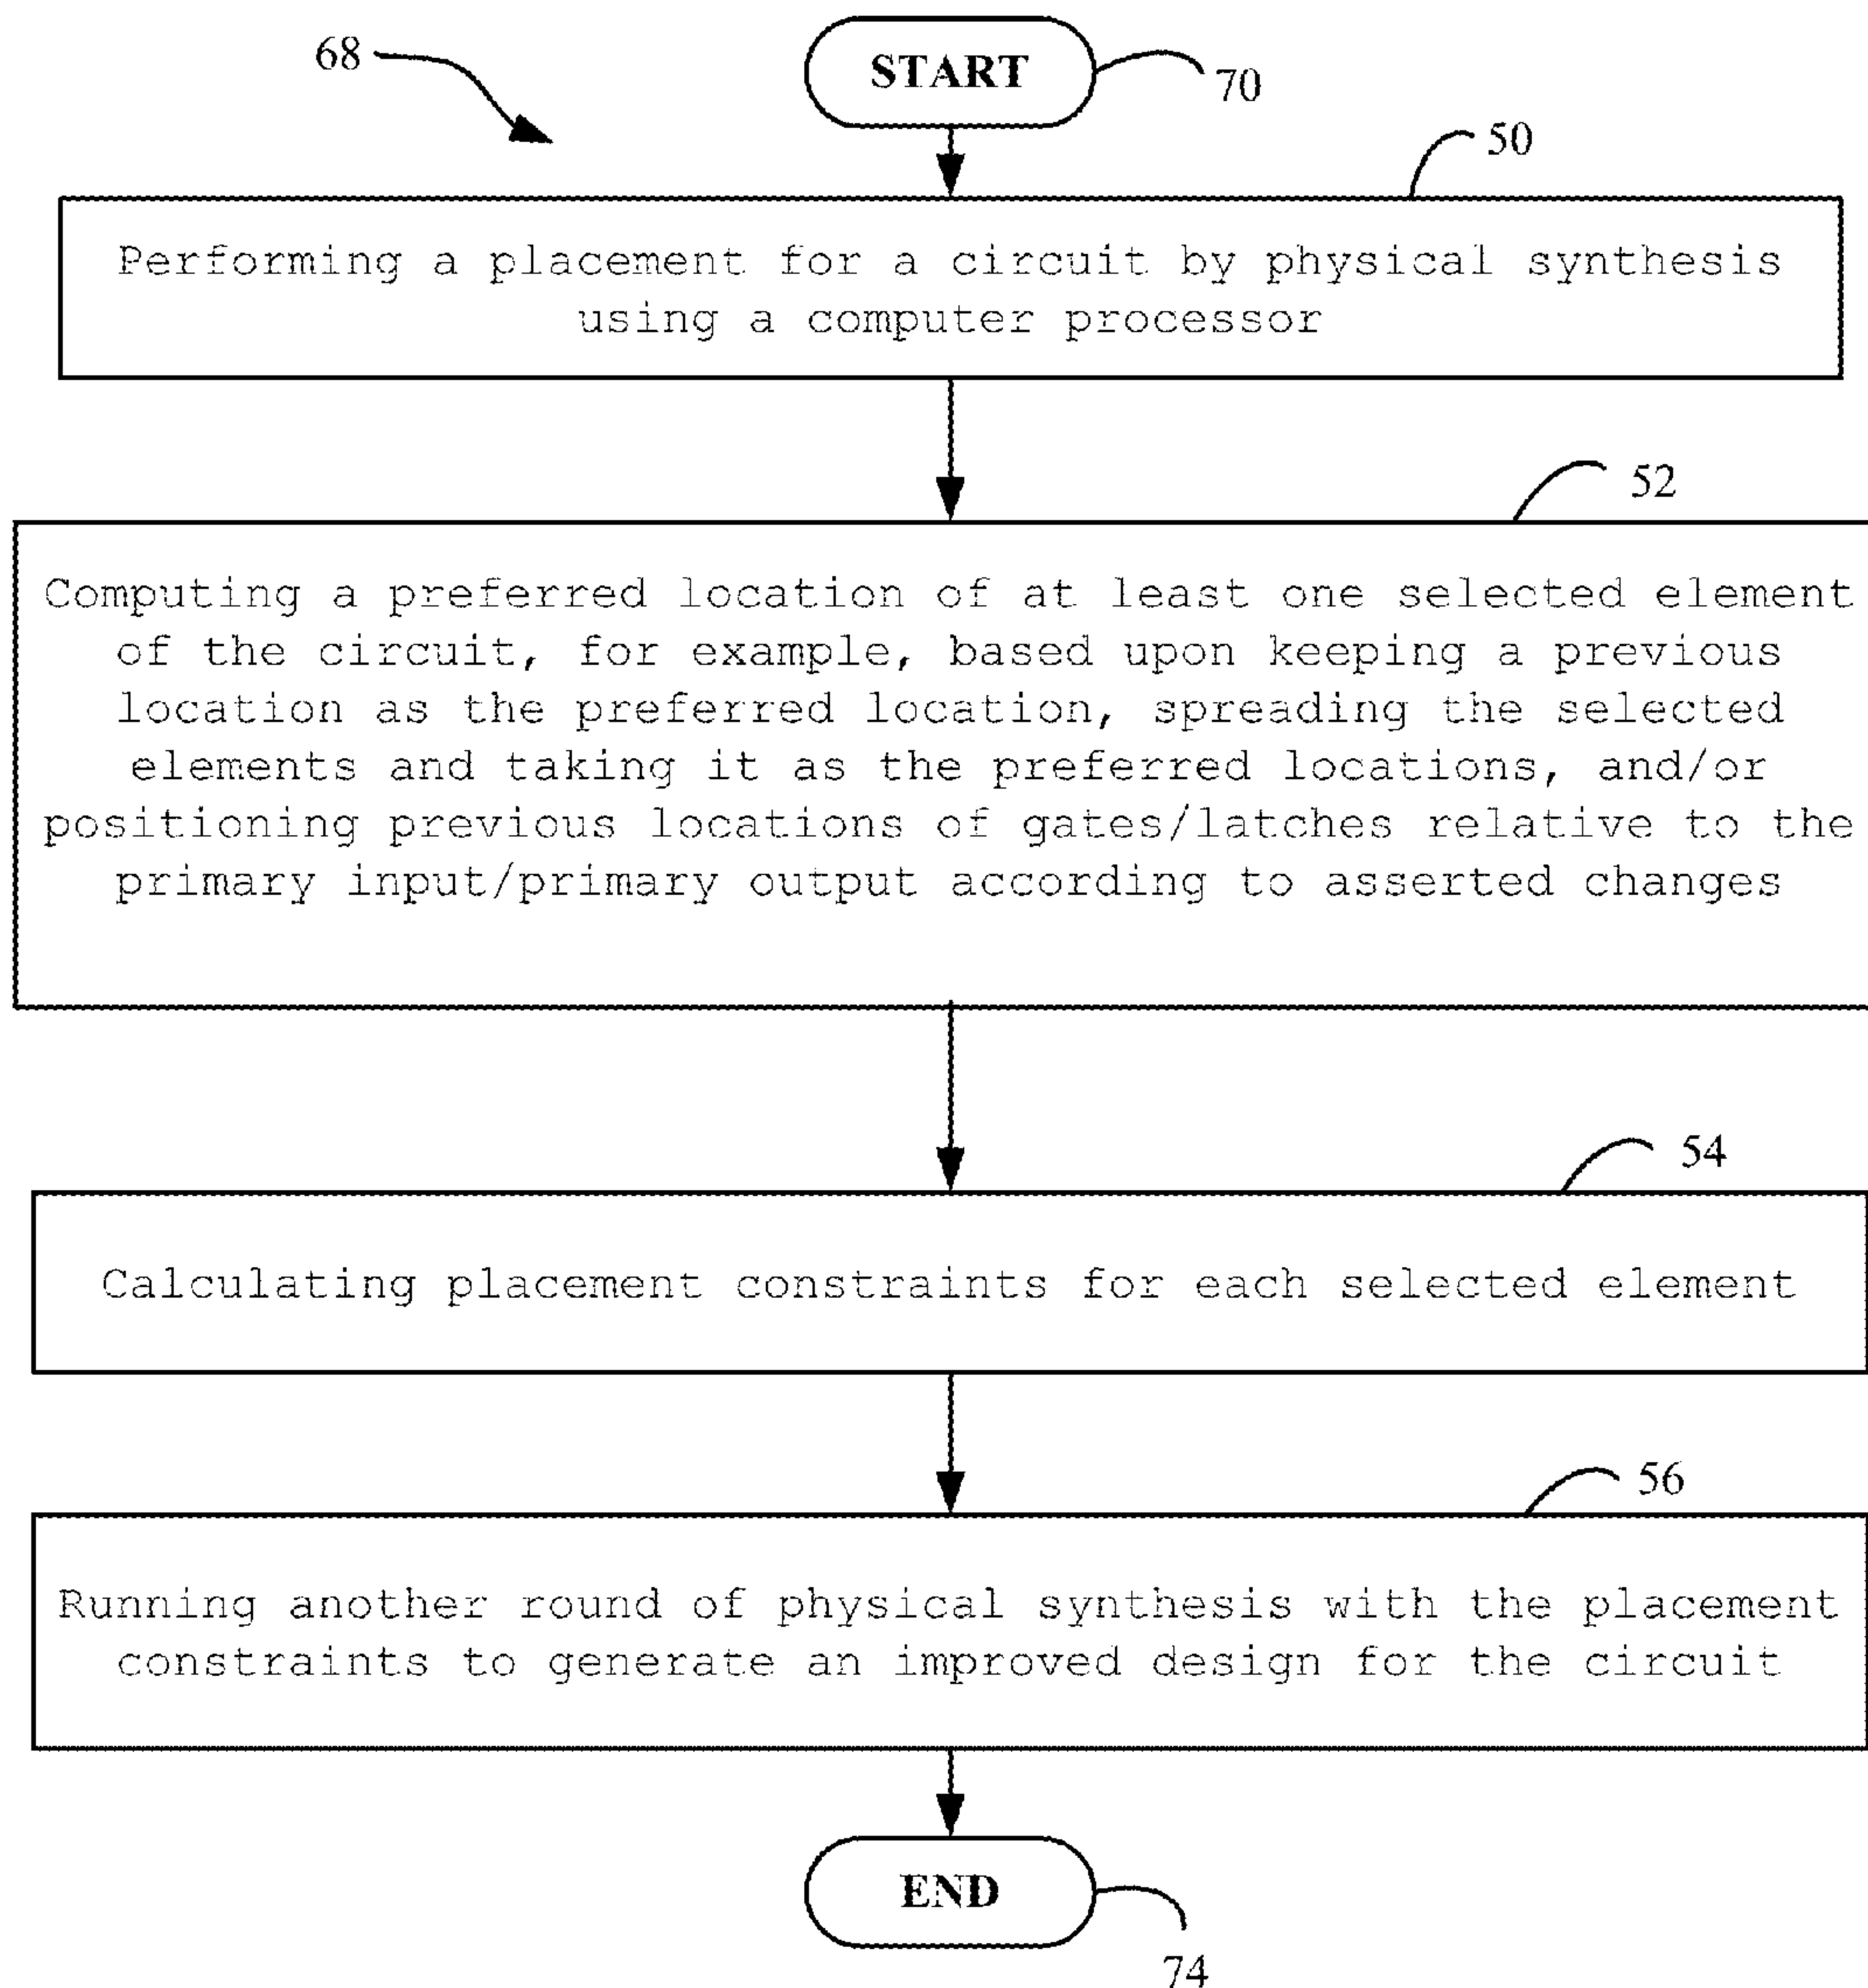 68
START
70
50
Performing a placement for a circuit by physical synthesis
using a computer processor
52
Computing a preferred location of at least one selected element
of the circuit, for example, based upon keeping a previous
location as the preferred location, spreading the selected
elements and taking it as the preferred locations, and/or
positioning previous locations of gates/latches relative to the
primary input/primary output according to asserted changes
54
Calculating placement constraints for each selected element
56
Running another round of physical synthesis with the placement
constraints to generate an improved design for the circuit
END
74